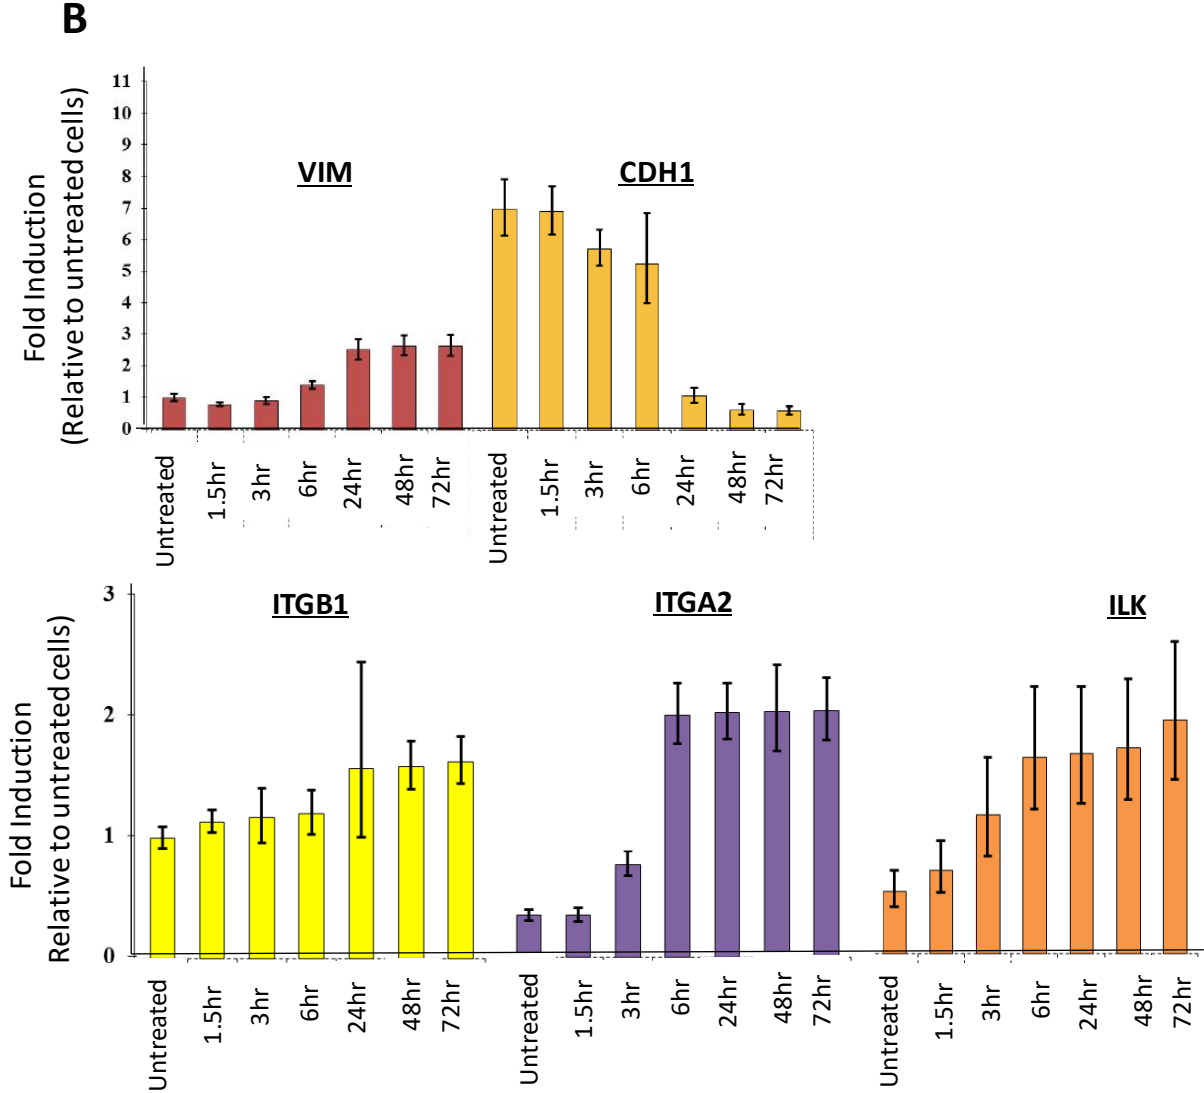 B
Fold Induction
(Relative to untreated cells)
11
10
9
8
7
6
5
4
3
2
1
0
VIM
CDH1
Untreated
1.5hr
3hr
6hr
24hr
48hr
72hr
Untreated
1.5hr
3hr
6hr
24hr
48hr
72hr
Fold Induction
Relative to untreated cells)
3
2
1
0
ITGB1
ITGA2
ILK
Untreated
1.5hr
3hr
6hr
24hr
48hr
72hr
Untreated
1.5hr
3hr
6hr
24hr
48hr
72hr
Untreated
1.5hr
3hr
6hr
24hr
48hr
72hr